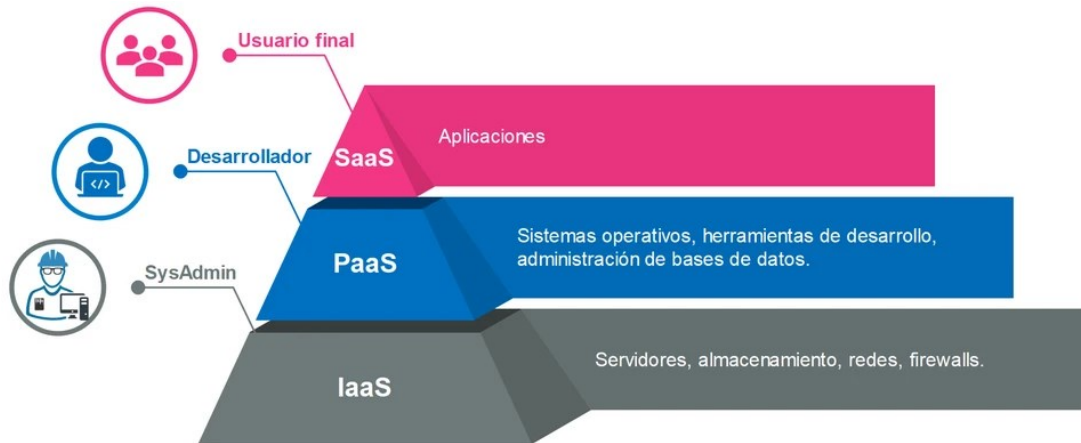 Usuario final
Aplicaciones
SaaS
Desarrollador
Sistemas operativos, herramientas de desarrollo,
administración de bases de datos.
PaaS
SysAdmin
Servidores, almacenamiento, redes, firewalls.
IaaS